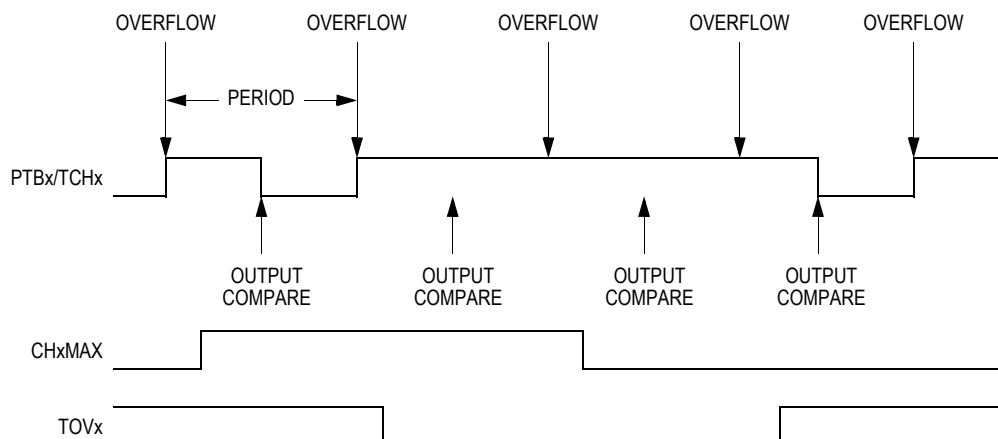 OVERFLOW OVERFLOW OVERFLOW OVERFLOW OVERFLOW
PERIOD
PTBx/TCHx
OUTPUT COMPARE
OUTPUT COMPARE
OUTPUT COMPARE
OUTPUT COMPARE
CHxMAX
TOVx